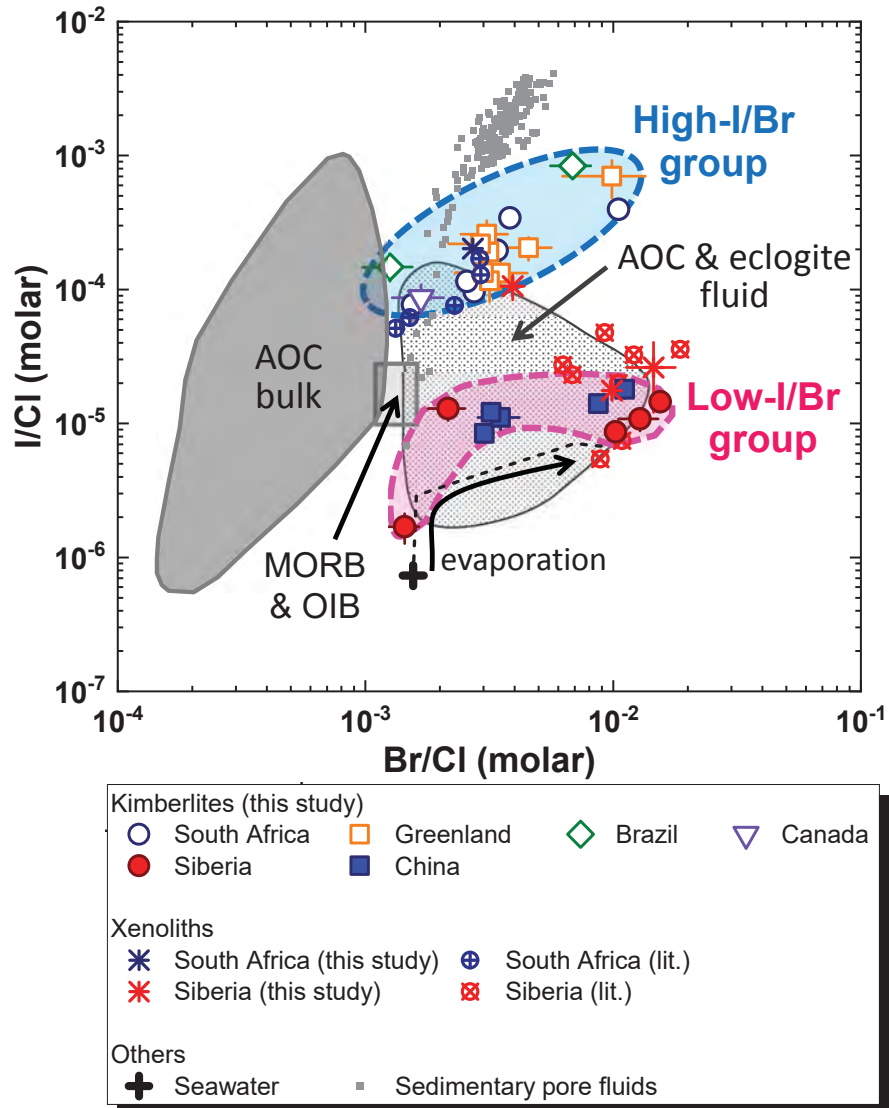 10⁻²
10⁻³
10⁻⁴
10⁻⁵
10⁻⁶
10⁻⁷
I/Cl (molar)
High-I/Br
group
AOC & eclogite
fluid
AOC
bulk
Low-I/Br
group
MORB
& OIB
evaporation
10⁻⁴
10⁻³
10⁻²
10⁻¹
Br/Cl (molar)
Kimberlites (this study)
South Africa
Greenland
Brazil
Canada
Siberia
China
Xenoliths
South Africa (this study)
South Africa (lit.)
Siberia (this study)
Siberia (lit.)
Others
Seawater
Sedimentary pore fluids